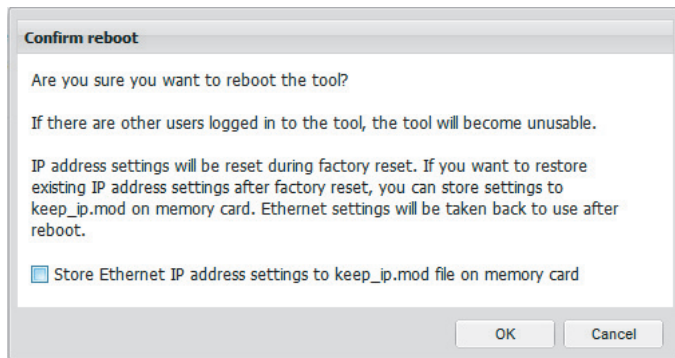 Confirm reboot
Are you sure you want to reboot the tool?
If there are other users logged in to the tool, the tool will become unusable.
IP address settings will be reset during factory reset. If you want to restore
existing IP address settings after factory reset, you can store settings to
keep_ip.mod on memory card. Ethernet settings will be taken back to use after
reboot.
Store Ethernet IP address settings to keep_ip.mod file on memory card
OK Cancel